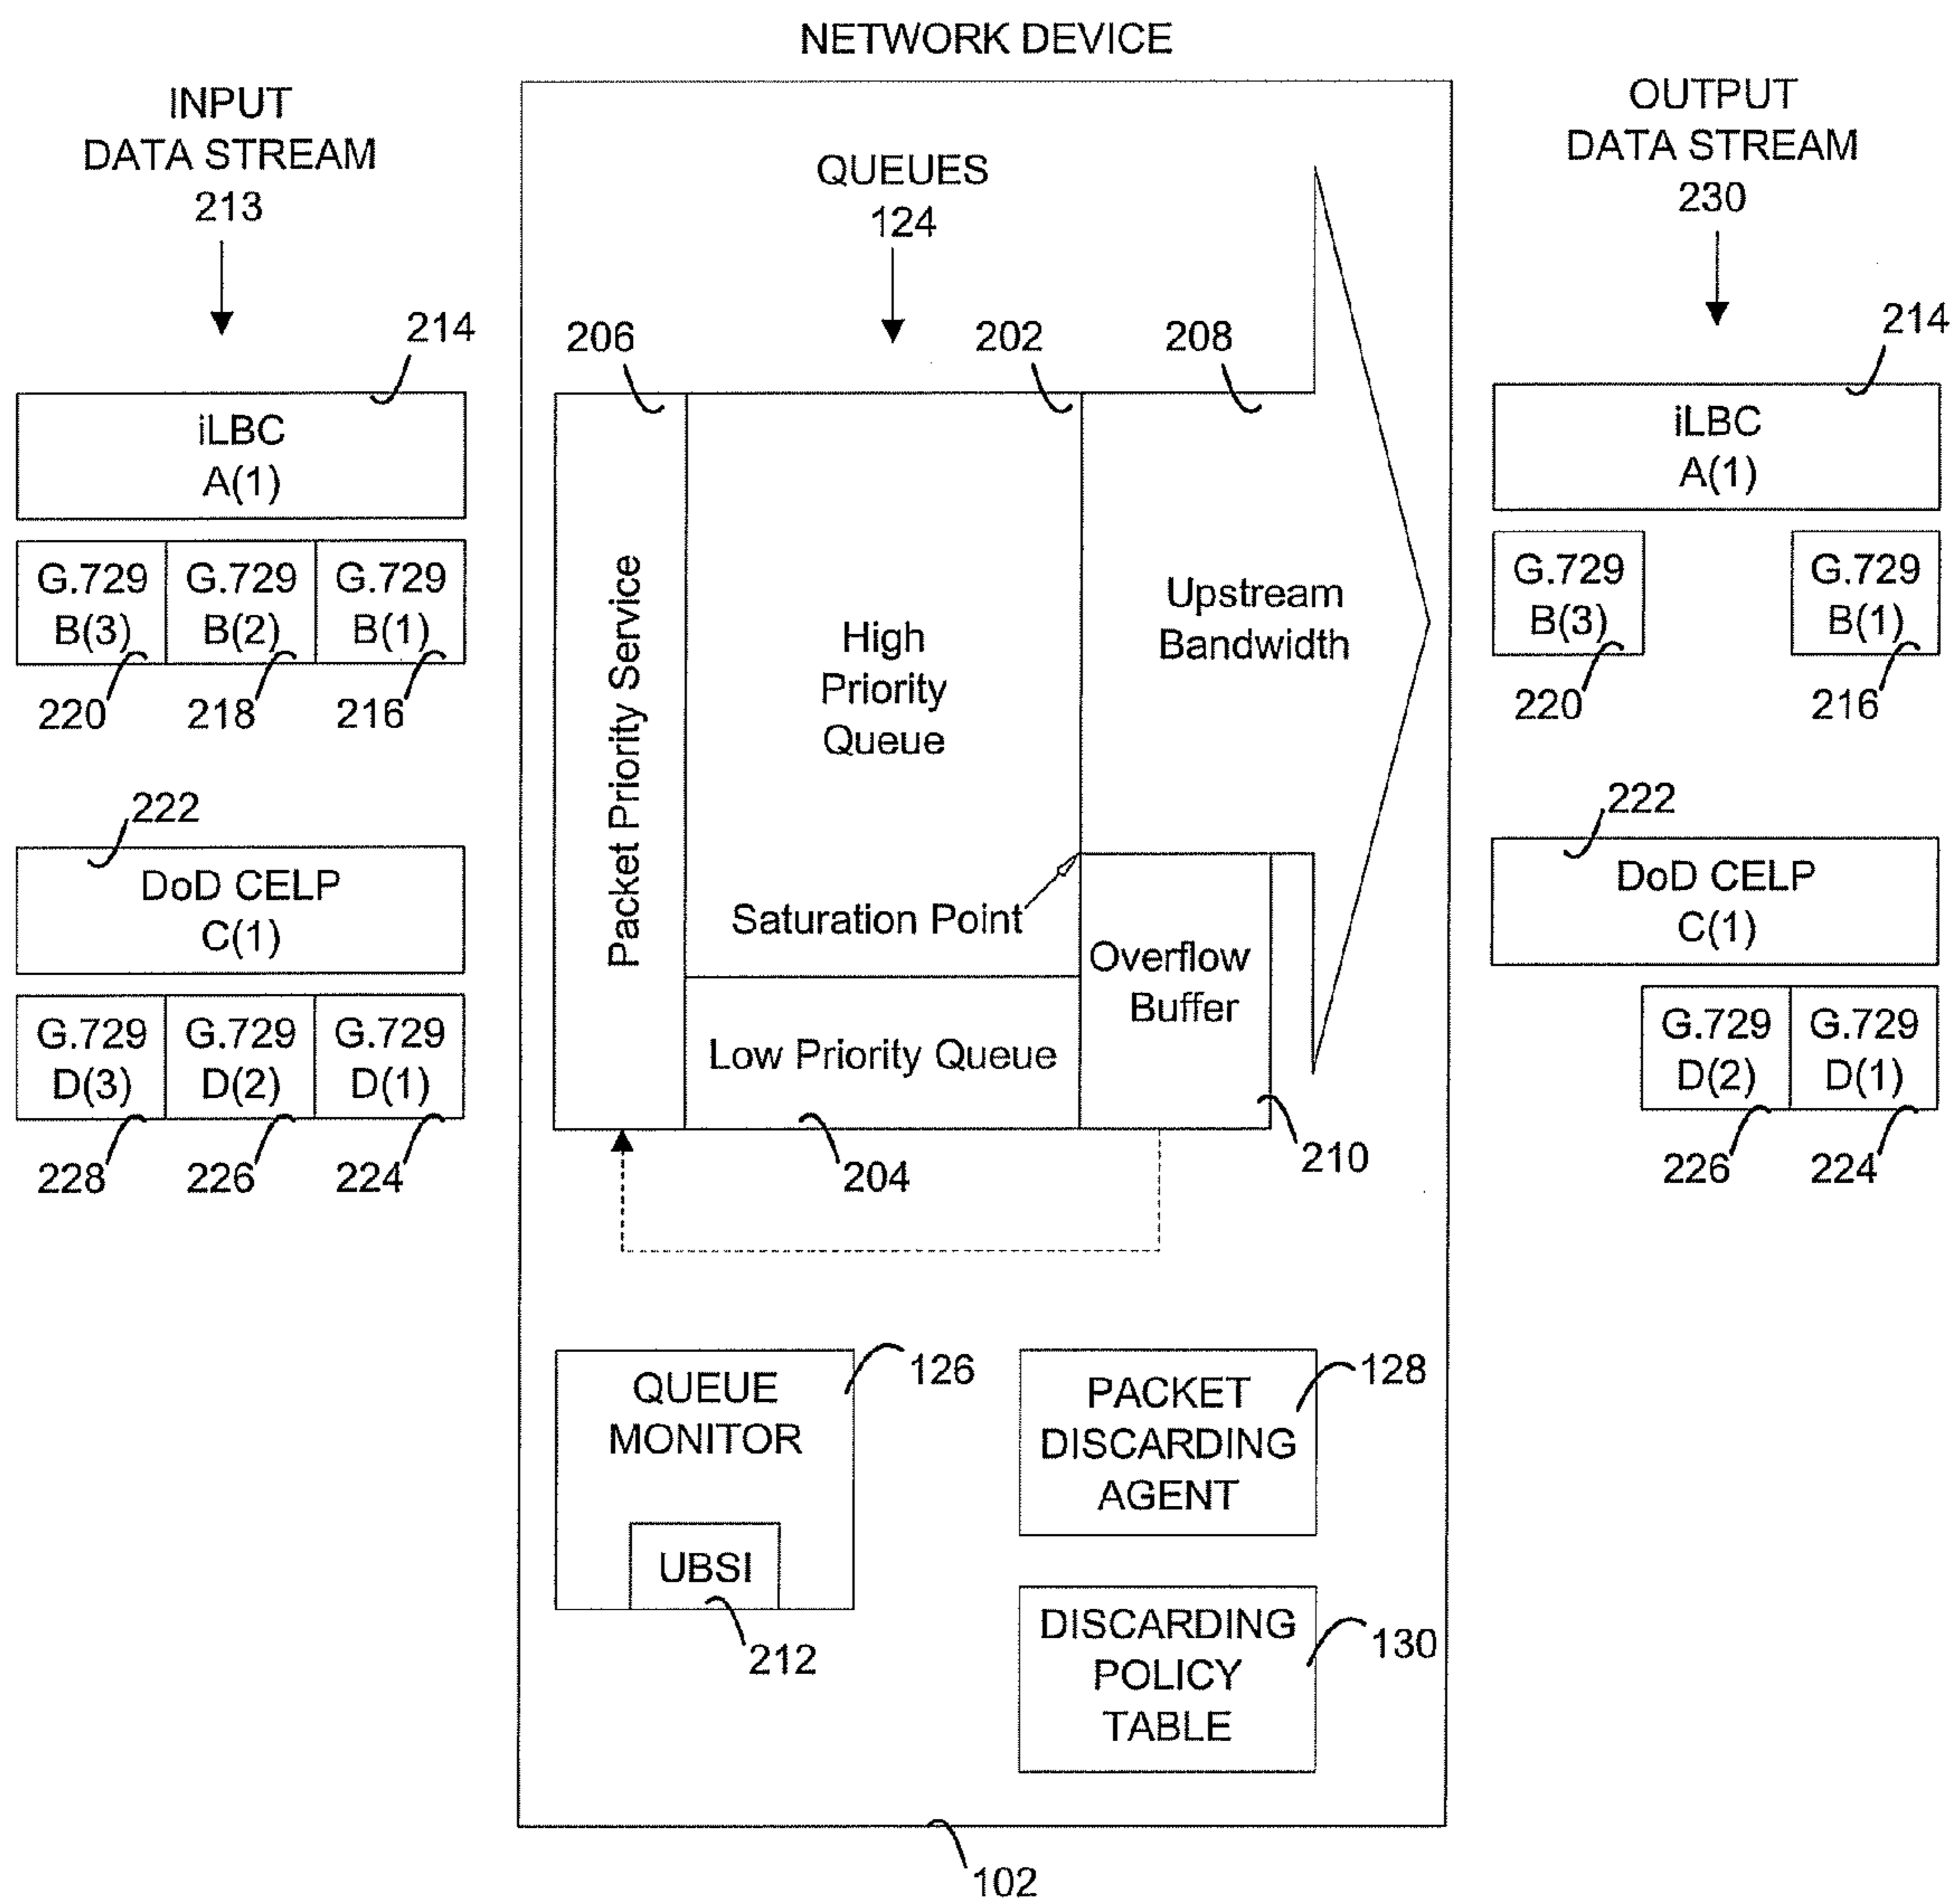 NETWORK DEVICE
INPUT
DATA STREAM
213
214
iLBC
A(1)
G.729
B(3)
G.729
B(2)
G.729
B(1)
220
218
216
222
DoD CELP
C(1)
G.729
D(3)
G.729
D(2)
G.729
D(1)
228
226
224
QUEUES
124
206
202
208
Packet Priority Service
High
Priority
Queue
Upstream
Bandwidth
Saturation Point
Overflow
Buffer
Low Priority Queue
204
210
QUEUE
MONITOR
126
UBSI
212
PACKET
DISCARDING
AGENT
128
DISCARDING
POLICY
TABLE
130
102
OUTPUT
DATA STREAM
230
214
iLBC
A(1)
G.729
B(3)
G.729
B(1)
220
216
222
DoD CELP
C(1)
G.729
D(2)
G.729
D(1)
226
224